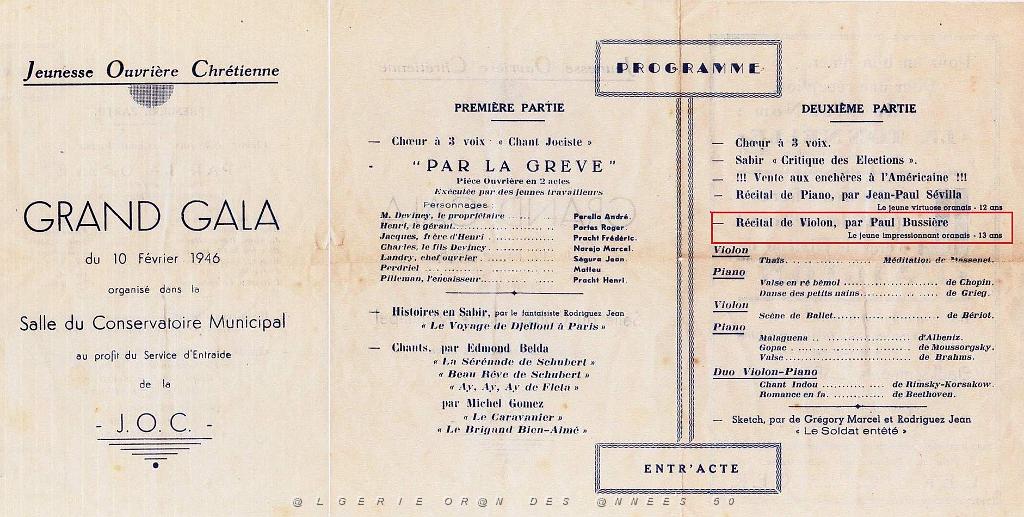 Jeunesse Ouvrière Chrétienne
GRAND GALA
du 10 Février 1946
organisé dans la
Salle du Conservatoire Municipal
au profit du Service d'Entraide
de la
- J. O. C. -
PROGRAMME
PREMIÈRE PARTIE
— Chœur à 3 voix : « Chant Jociste »
- "PAR LA GREVE"
Pièce Ouvrière en 2 actes
Exécutée par des jeunes travailleurs
Personnages :
M. Deviney, le propriétaire ........ Perello André.
Henri, le gérant........ Portes Roger.
Jacques, frère d'Henri ........ Pracht Frédéric.
Charles, le fils Deviney ........ Narejo Marcel.
Landry, chef ouvrier ........ Ségura Jean.
Perdriel ........ Matleu
Pilleman, l'encaisseur........ Pracht Henri.
— Histoires en Sabir, par le fantaisiste Rodriguez Jean
« Le Voyage de Djelloul à Paris »
— Chants, par Edmond Belda
« La Sérénade de Schubert »
« Beau Rêve de Schubert »
« Ay, Ay, Ay de Fleta »
par Michel Gomez
« Le Caravanier »
« Le Brigand Bien-Aimé »
DEUXIÈME PARTIE
— Chœur à 3 voix.
— Sabir « Critique des Elections ».
— !!! Vente aux enchères à l'Américaine !!!
— Récital de Piano, par Jean-Paul Sévilla
Le jeune virtuose oranais - 12 ans
— Récital de Violon, par Paul Bussière
Le jeune impressionnant oranais - 13 ans
Violon
Thaïs........ Méditation de Massenet.
Piano
Valse en ré bémol ........ de Chopin.
Danse des petits nains........ de Grieg.
Violon
Scène de Ballet........ de Bériot.
Piano
Malaguena ........ d'Albeniz.
Gopac ........ de Moussorgsky.
Valse ........ de Brahms.
Duo Violon-Piano
Chant Indou ........ de Rimsky-Korsakow.
Romance en fa........ de Beethoven.
— Sketch, par de Grégory Marcel et Rodriguez Jean
« Le Soldat entêté »
ENTR'ACTE
@LGERIE OR@N DES @NNEES 50